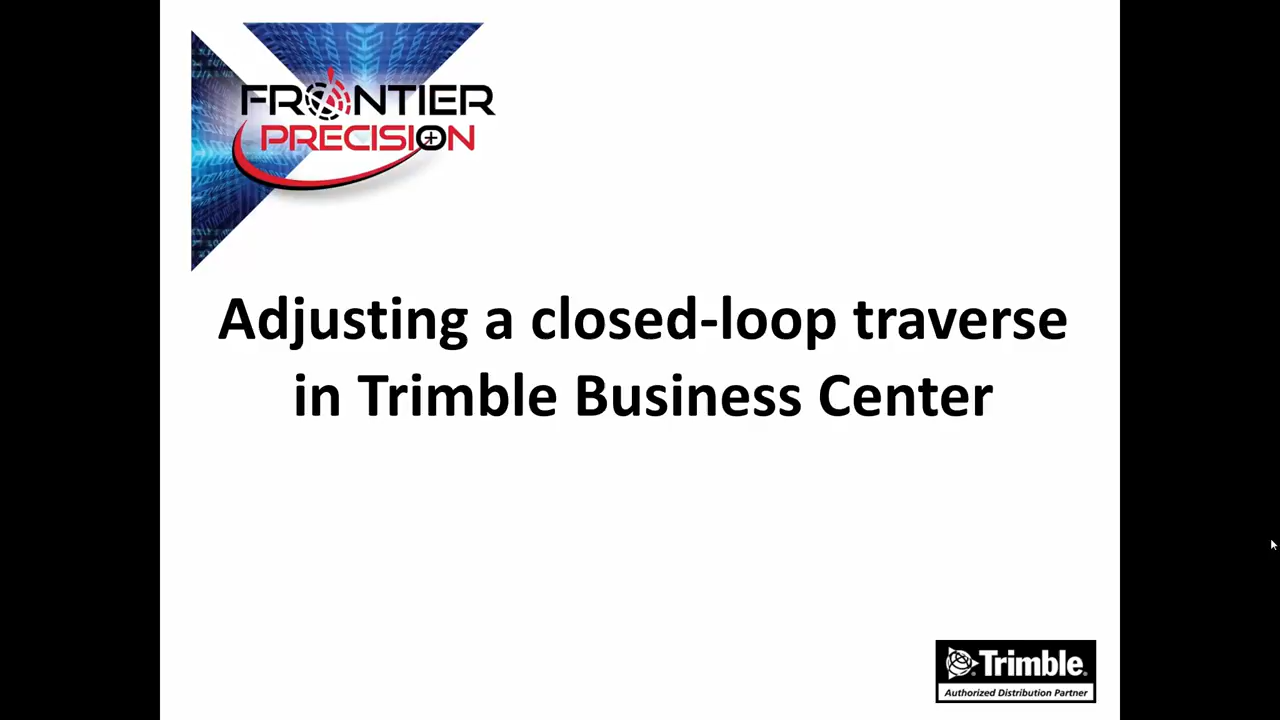 FRONTIER
PRECISION
Adjusting a closed-loop traverse
in Trimble Business Center
Trimble®
Authorized Distribution Partner